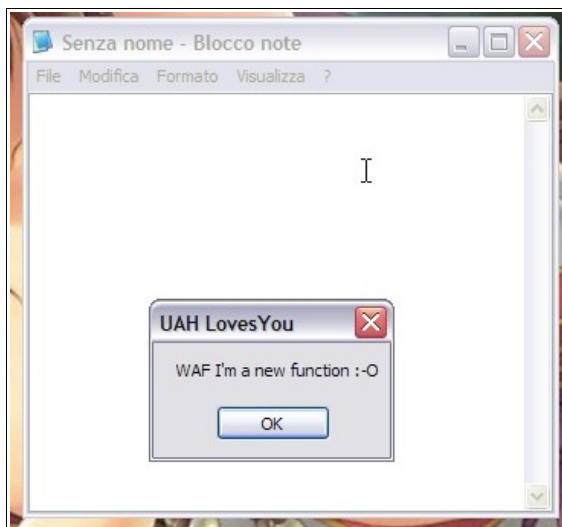 Senza nome - Blocco note
File Modifica Formato Visualizza ?
UAH LovesYou
WAF I'm a new function :-O
OK